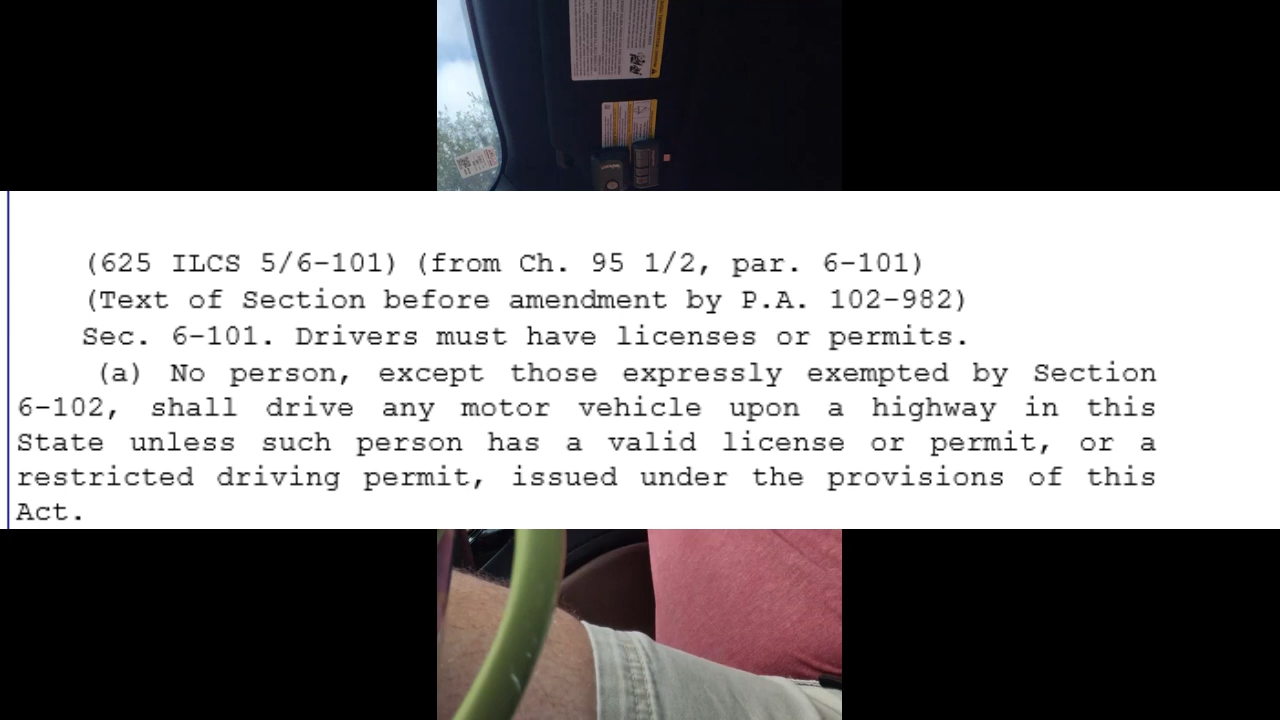 (625 ILCS 5/6-101) (from Ch. 95 1/2, par. 6-101)
(Text of Section before amendment by P.A. 102-982)
Sec. 6-101. Drivers must have licenses or permits.
(a) No person, except those expressly exempted by Section
6-102, shall drive any motor vehicle upon a highway in this
State unless such person has a valid license or permit, or a
restricted driving permit, issued under the provisions of this
Act.